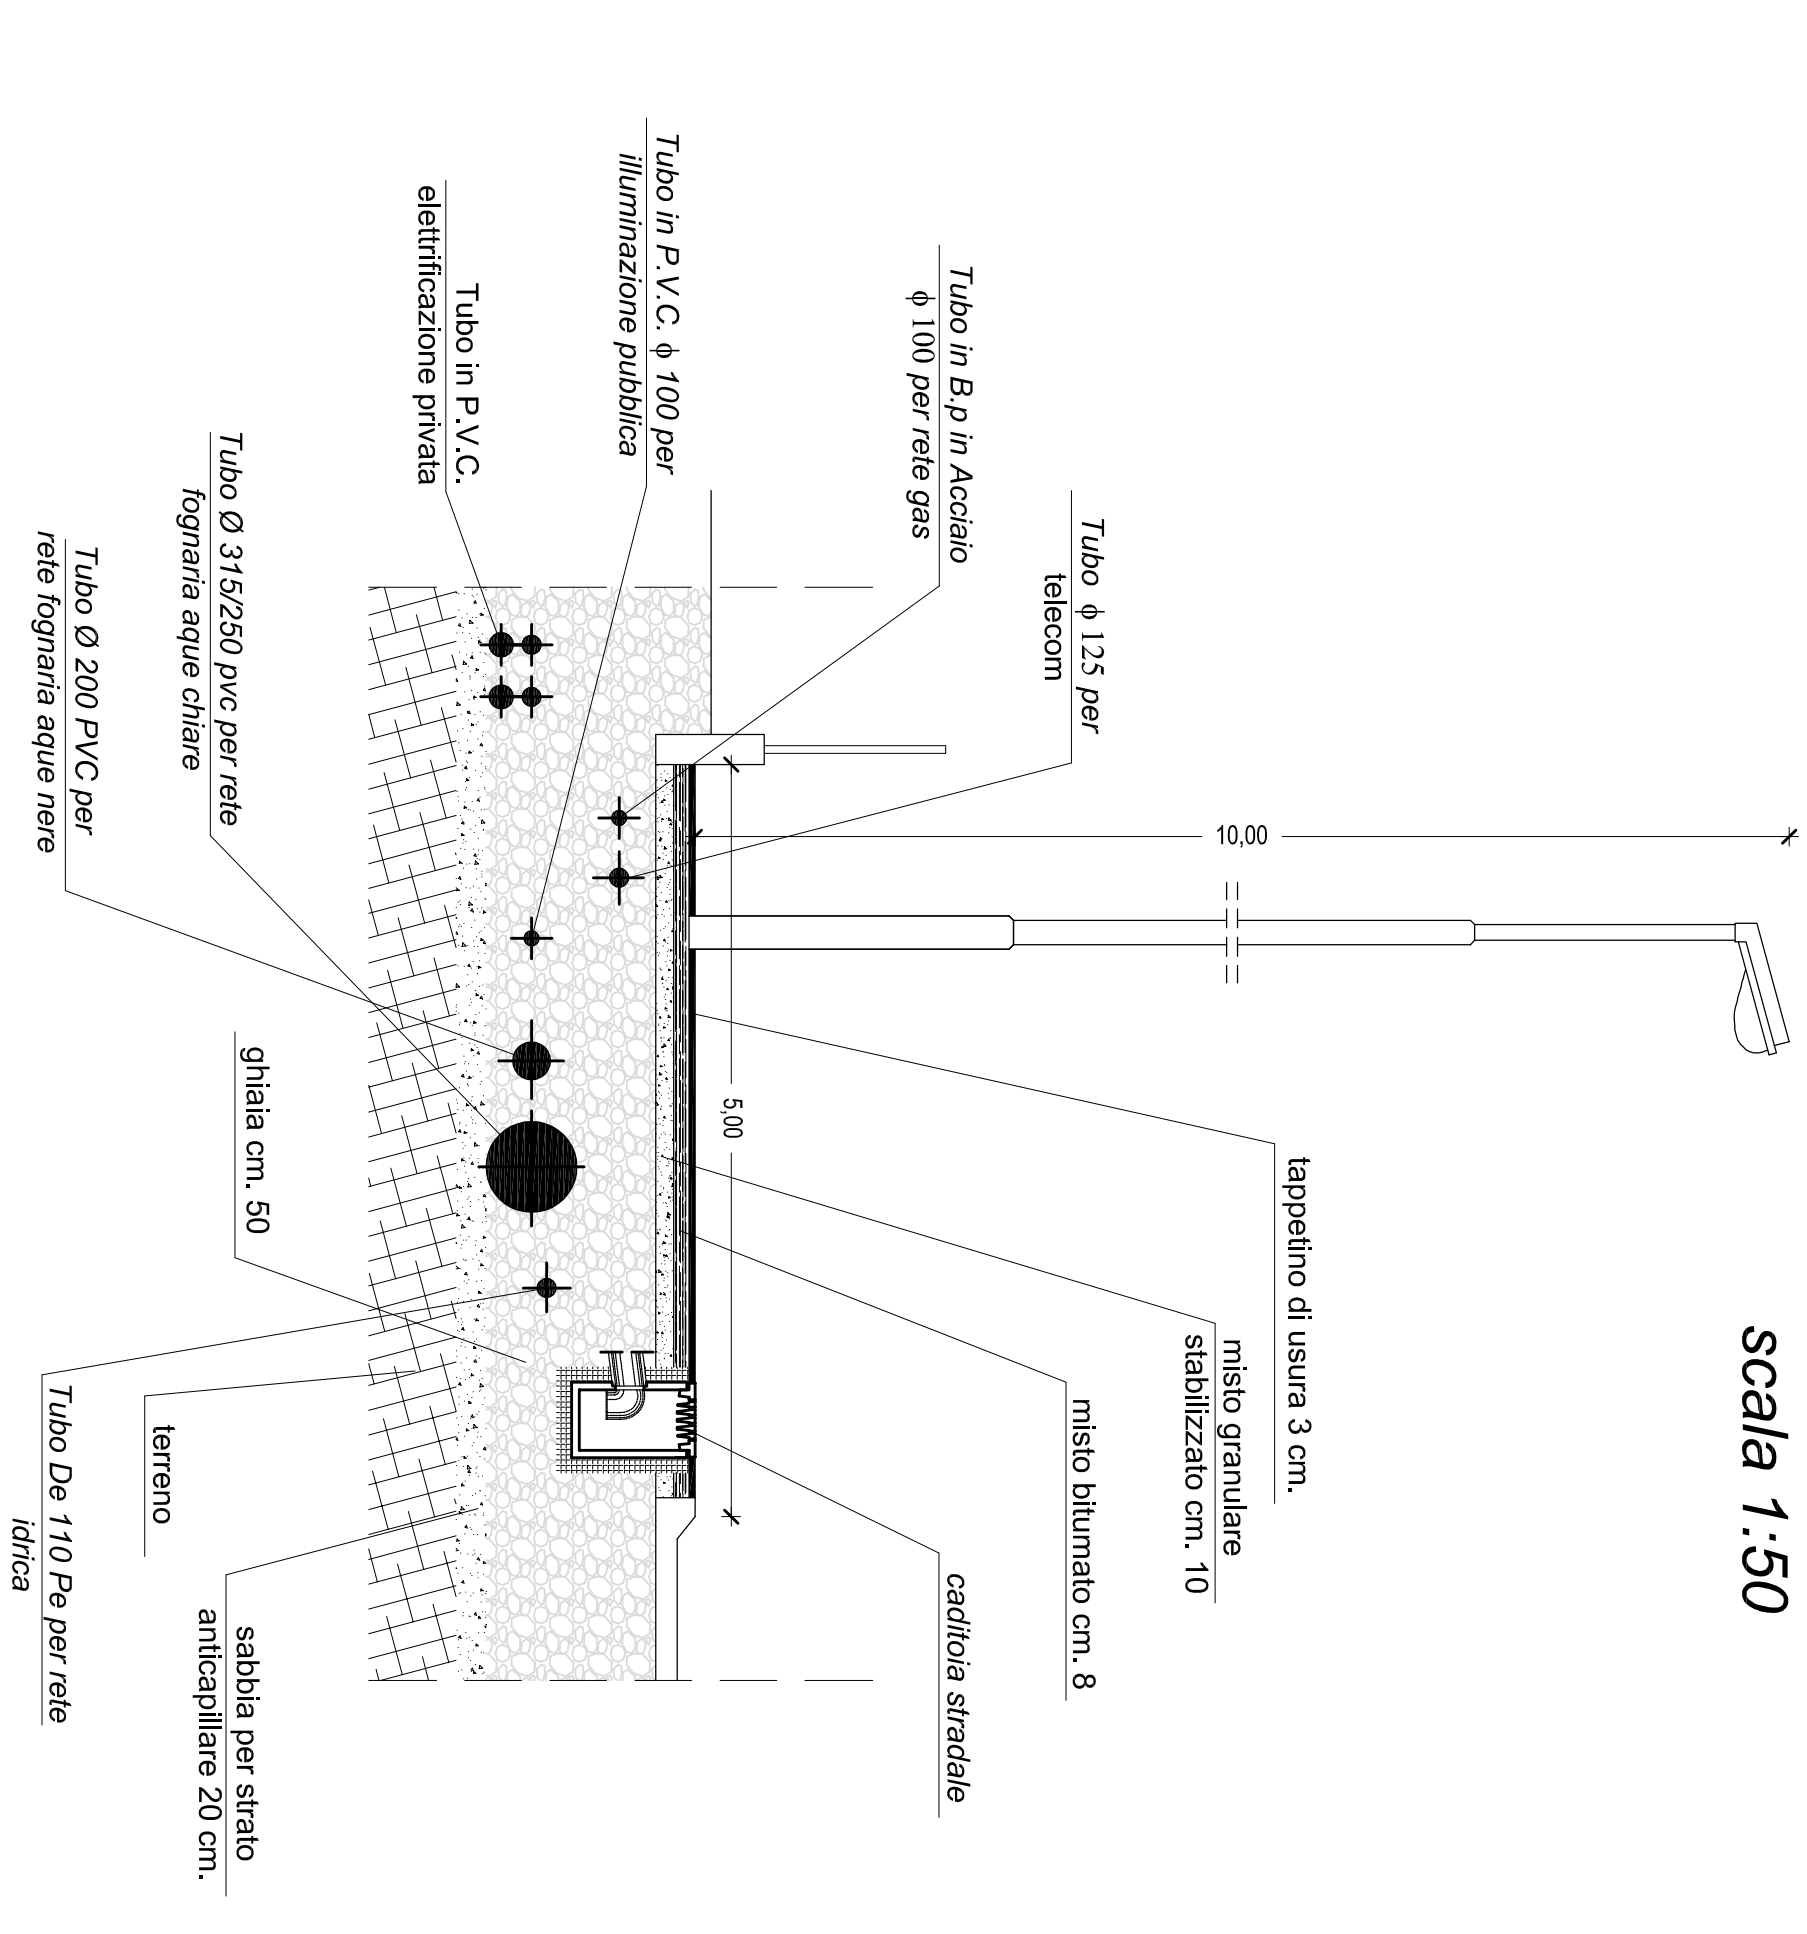 scala 1:50
10,00
Tubo ϕ 125 per
telecom
Tubo in B.p in Acciaio
ϕ 100 per rete gas
Tubo in P.V.C. ϕ 100 per
illuminazione pubblica
Tubo in P.V.C.
elettrificazione privata
Tubo Ø 315/250 pvc per rete
fognaria aque chiare
Tubo Ø 200 PVC per
rete fognaria aque nere
5,00
tappetino di usura 3 cm.
misto granulare
stabilizzato cm. 10
misto bitumato cm. 8
caditoia stradale
ghiaia cm. 50
sabbia per strato
anticapillare 20 cm.
terreno
Tubo De 110 Pe per rete
idrica